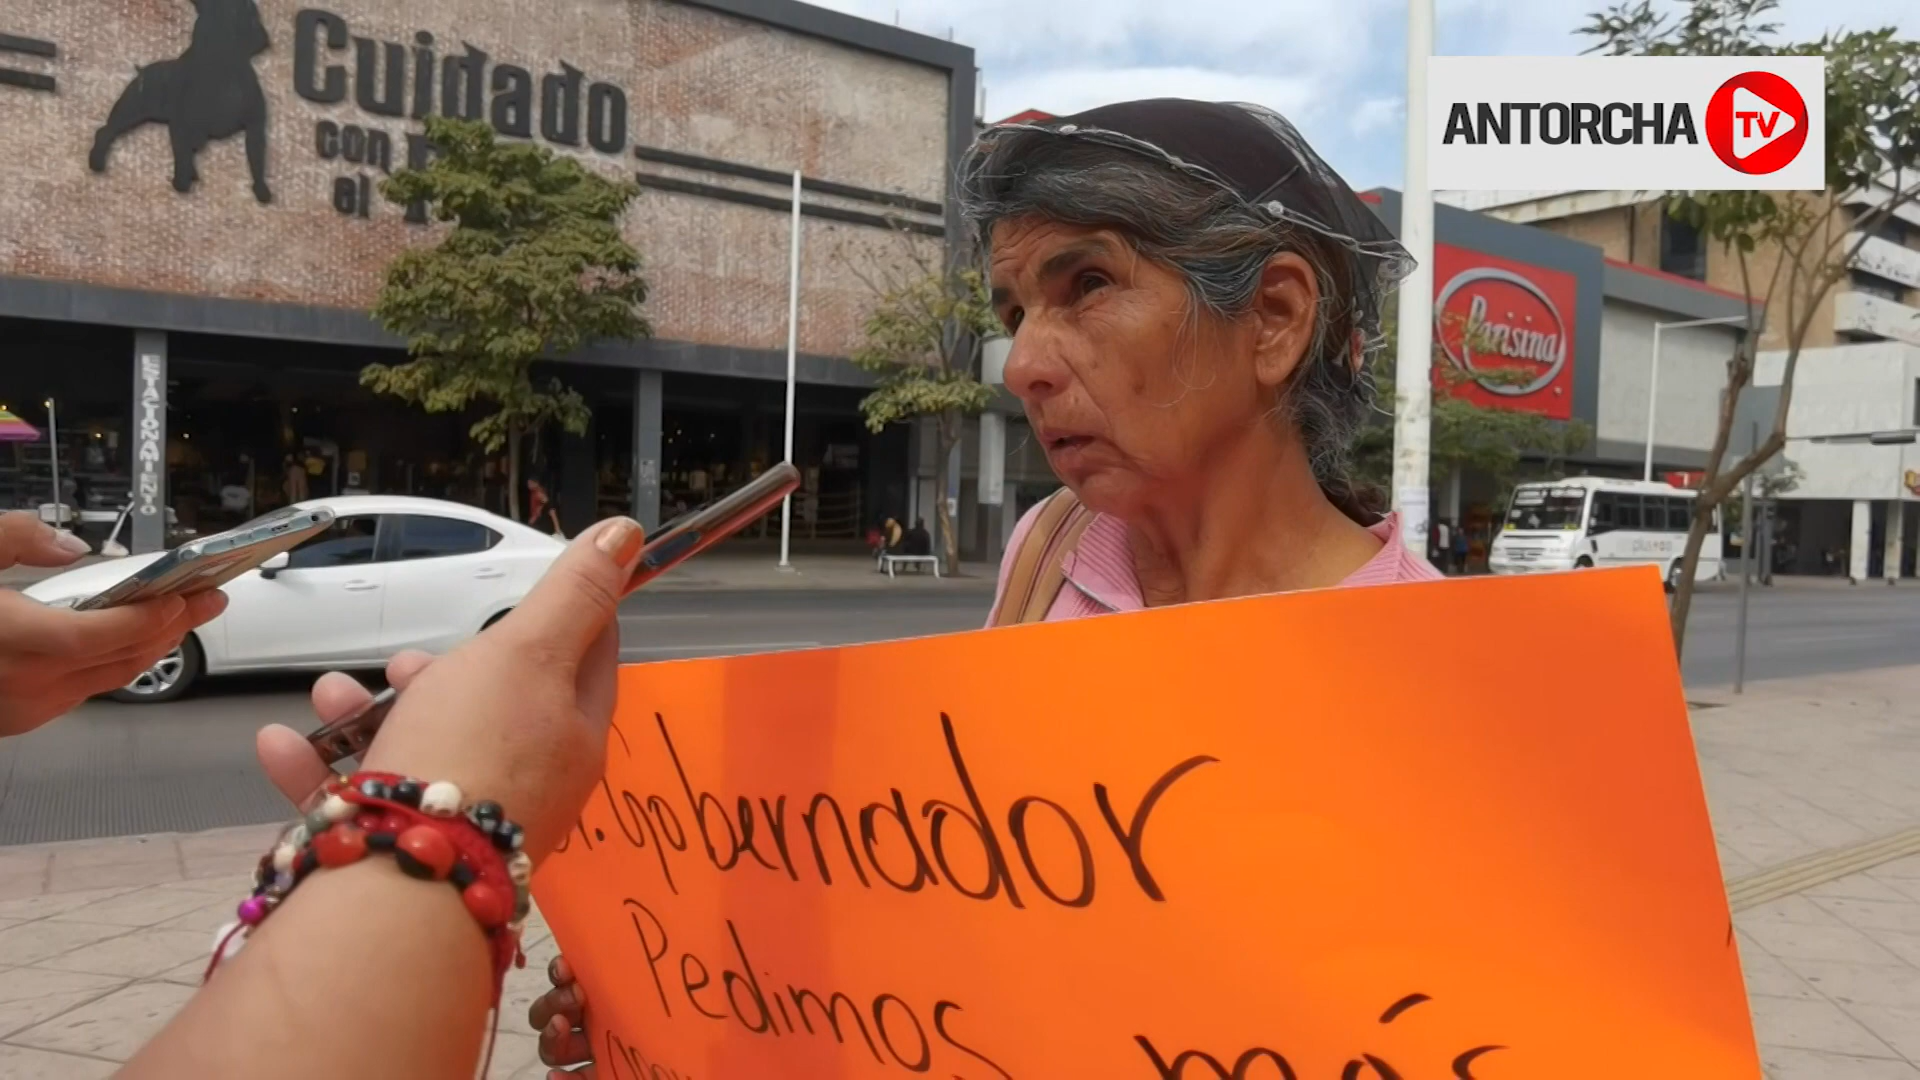 Cuidado
con
el
ESTACIONAMIENTO
ANTORCHA TV
Parisina
Gobernador
Pedimos
más